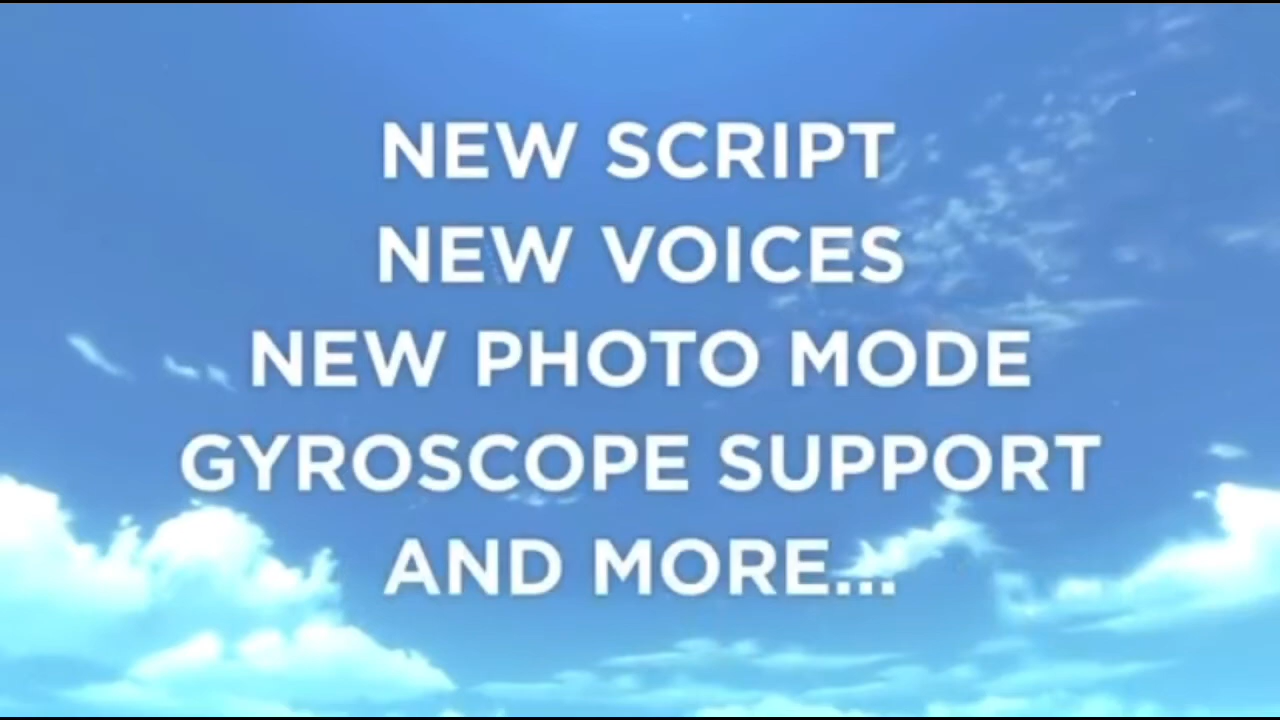 NEW SCRIPT
NEW VOICES
NEW PHOTO MODE
GYROSCOPE SUPPORT
AND MORE...